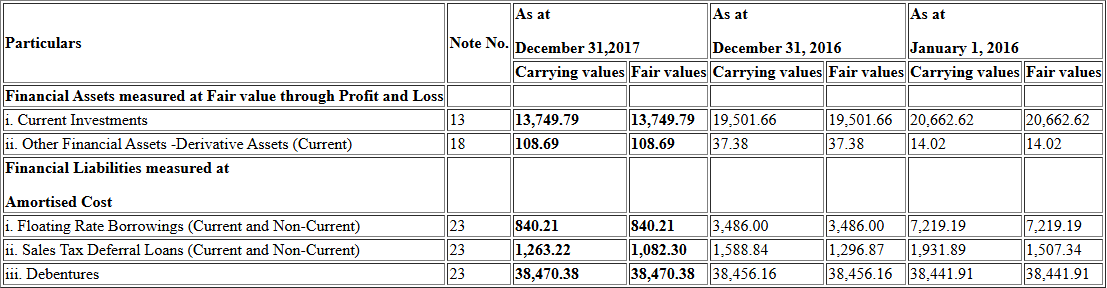 Particulars Note No. As at December 31,2017 As at December 31, 2016 As at January 1, 2016
Carrying values Fair values Carrying values Fair values Carrying values Fair values
Financial Assets measured at Fair value through Profit and Loss
i. Current Investments 13 13,749.79 13,749.79 19,501.66 19,501.66 20,662.62 20,662.62
ii. Other Financial Assets -Derivative Assets (Current) 18 108.69 108.69 37.38 37.38 14.02 14.02
Financial Liabilities measured at
Amortised Cost
i. Floating Rate Borrowings (Current and Non-Current) 23 840.21 840.21 3,486.00 3,486.00 7,219.19 7,219.19
ii. Sales Tax Deferral Loans (Current and Non-Current) 23 1,263.22 1,082.30 1,588.84 1,296.87 1,931.89 1,507.34
iii. Debentures 23 38,470.38 38,470.38 38,456.16 38,456.16 38,441.91 38,441.91